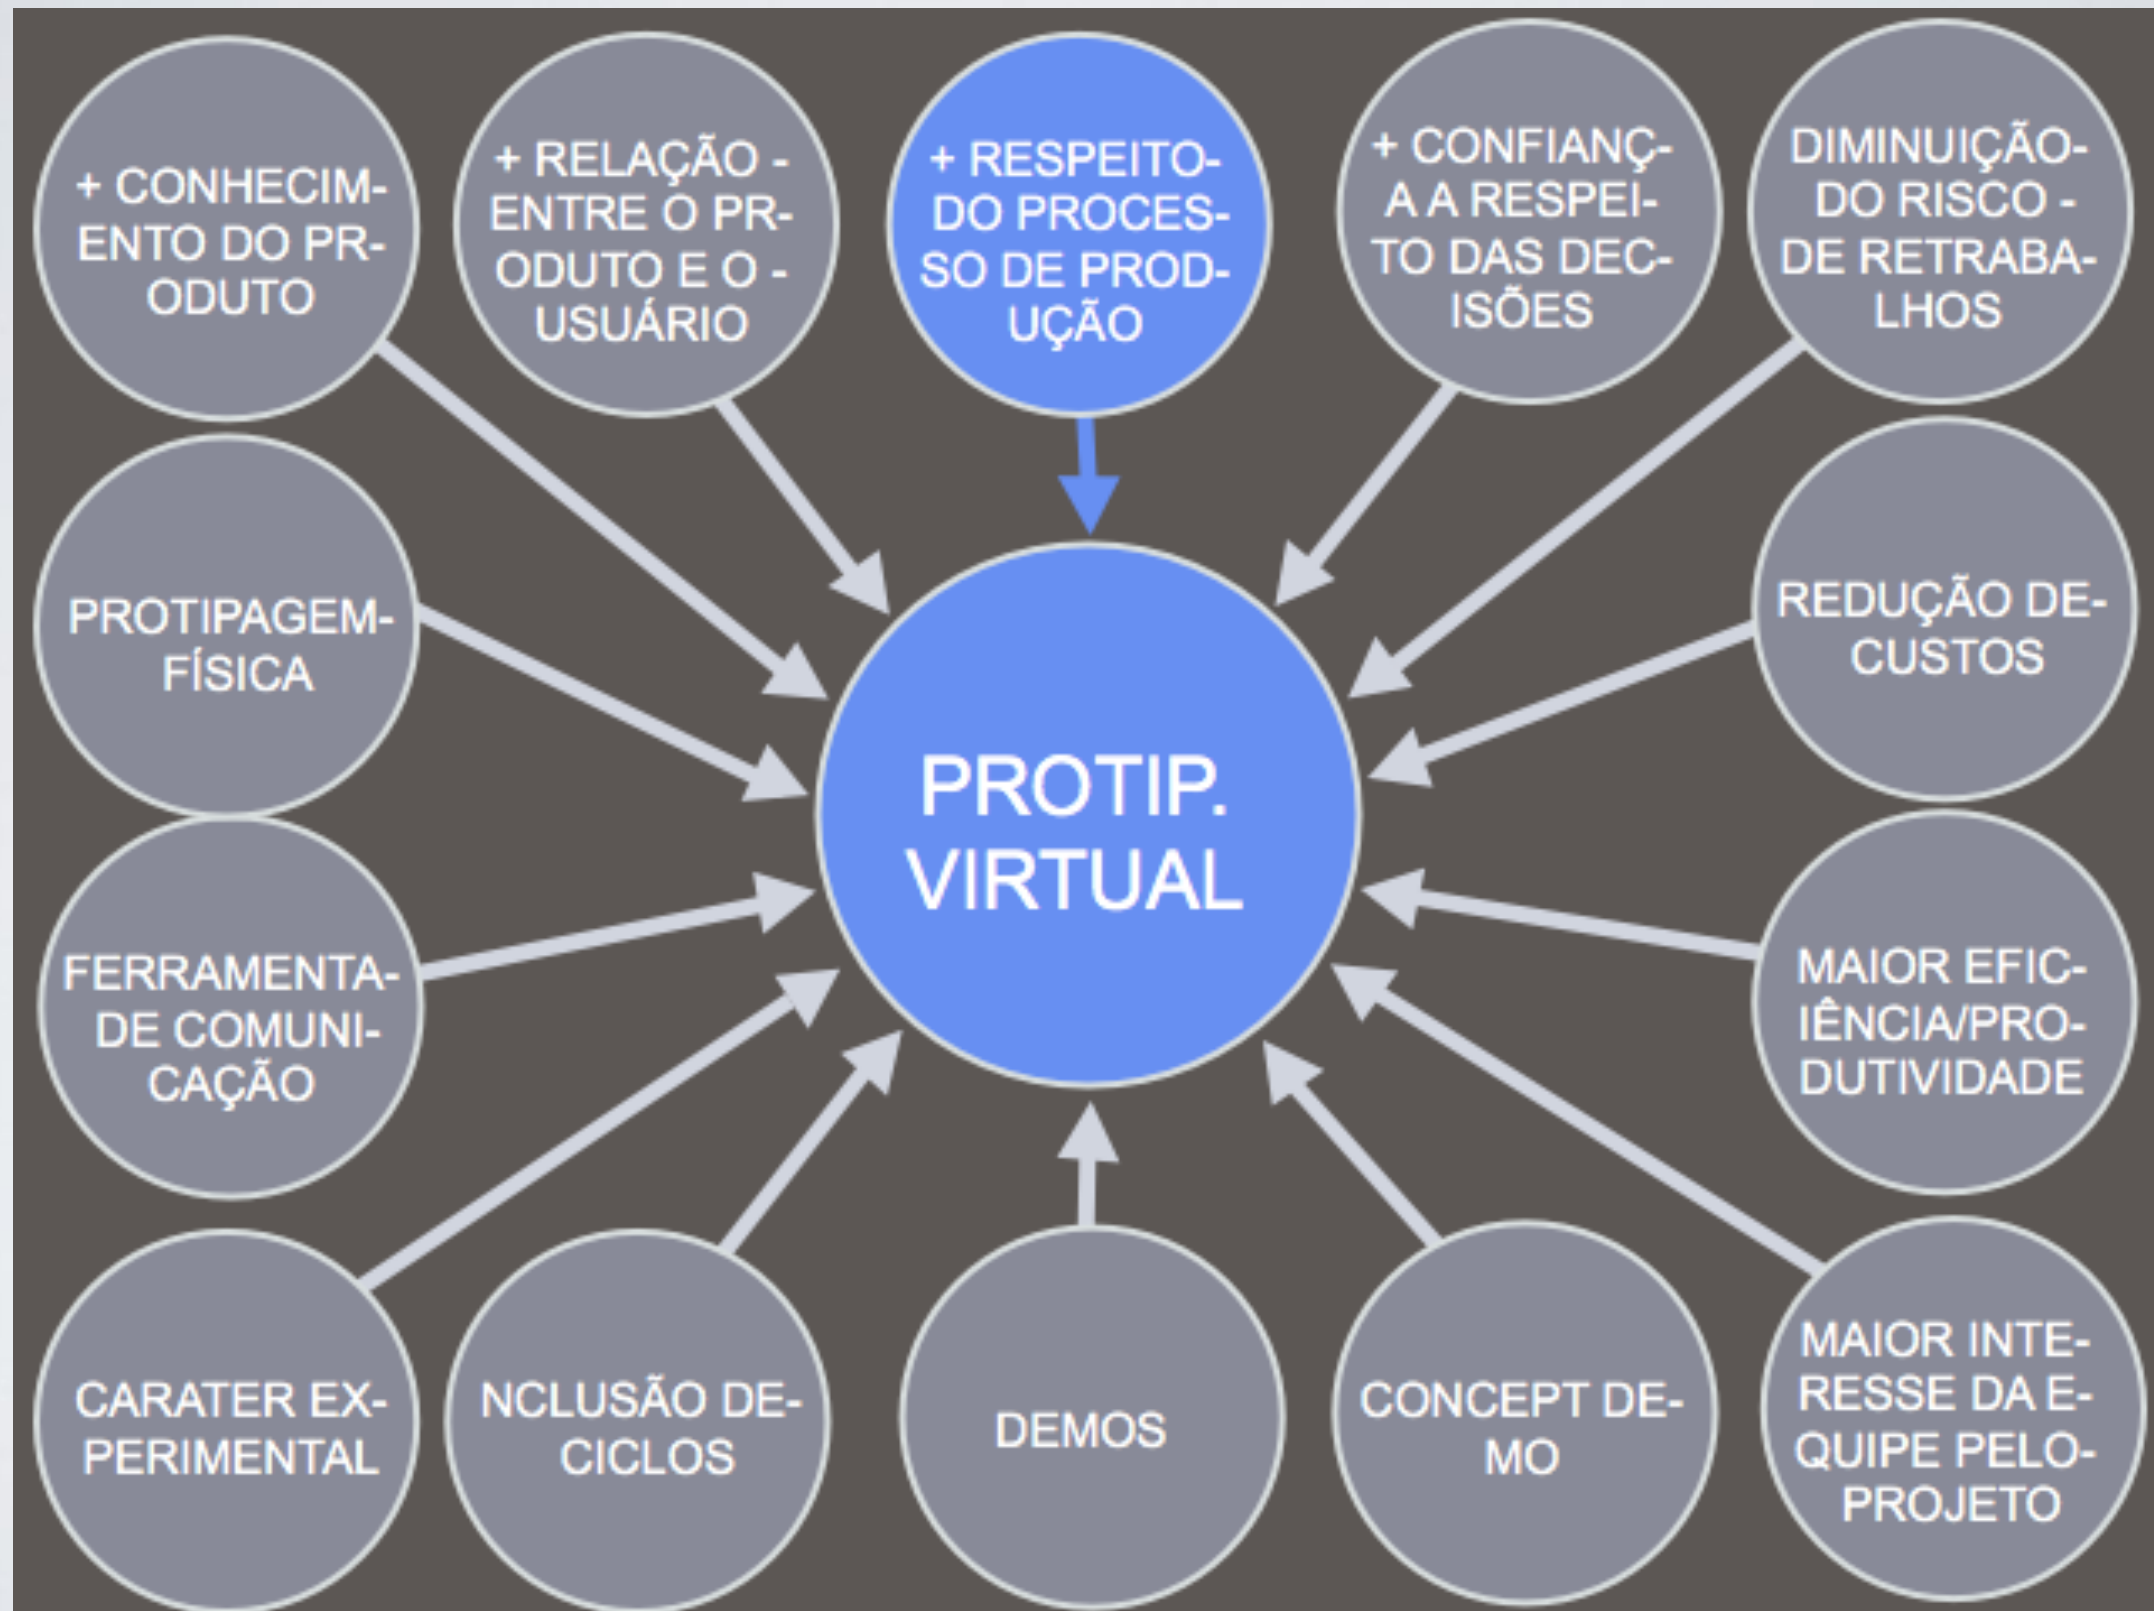 + CONHECIM-
ENTO DO PR-
ODUTO
+ RELAÇÃO -
ENTRE O PR-
ODUTO E O -
USUÁRIO
+ RESPEITO-
DO PROCES-
SO DE PROD-
UÇÃO
+ CONFIANÇ-
A A RESPEI-
TO DAS DEC-
ISÕES
DIMINUIÇÃO-
DO RISCO -
DE RETRABA-
LHOS
PROTIPAGEM-
FÍSICA
REDUÇÃO DE-
CUSTOS
PROTIP.
VIRTUAL
FERRAMENTA-
DE COMUNI-
CAÇÃO
MAIOR EFIC-
IÊNCIA/PRO-
DUTIVIDADE
CARATER EX-
PERIMENTAL
NCLUSÃO DE-
CICLOS
DEMOS
CONCEPT DE-
MO
MAIOR INTE-
RESSE DA E-
QUIPE PELO-
PROJETO